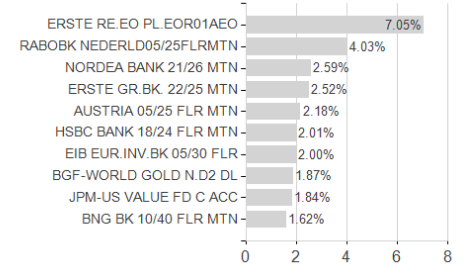 ERSTE RE.EO PL.EOR01AEO 7.05%
RABOBK NEDERLD05/25FLRMTN 4.03%
NORDEA BANK 21/26 MTN 2.59%
ERSTE GR.BK. 22/25 MTN 2.52%
AUSTRIA 05/25 FLR MTN 2.18%
HSBC BANK 18/24 FLR MTN 2.01%
EIB EUR.INV.BK 05/30 FLR 2.00%
BGF-WORLD GOLD N.D2 DL 1.87%
JPM-US VALUE FD C ACC 1.84%
BNG BK 10/40 FLR MTN 1.62%
0 2 4 6 8